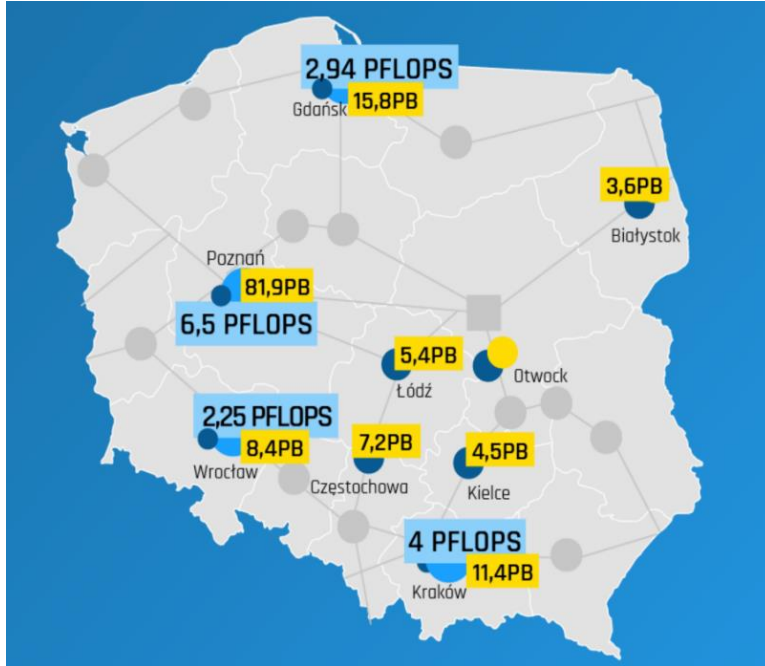 2,94 PFLOPS
15,8PB
Gdańsk
3,6PB
Białystok
Poznań
81,9PB
6,5 PFLOPS
5,4PB
Łódź
Otwock
2,25 PFLOPS
8,4PB
Wrocław
7,2PB
Częstochowa
4,5PB
Kielce
4 PFLOPS
11,4PB
Kraków